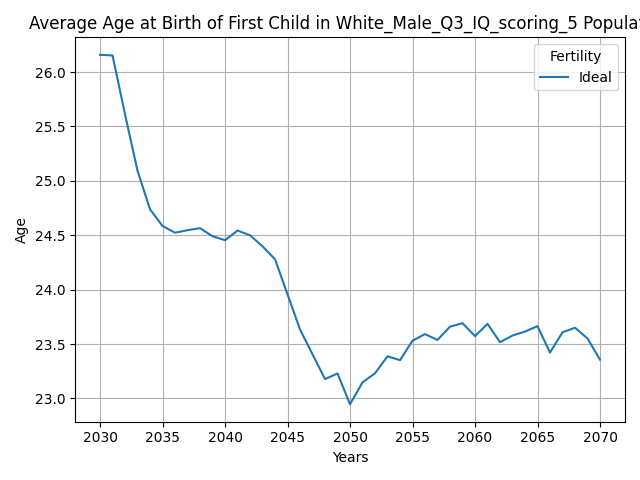 Average Age at Birth of First Child in White_Male_Q3_IQ_scoring_5 Populat
Fertility
Ideal
26.0
25.5
25.0
24.5
24.0
23.5
23.0
Age
2030 2035 2040 2045 2050 2055 2060 2065 2070
Years